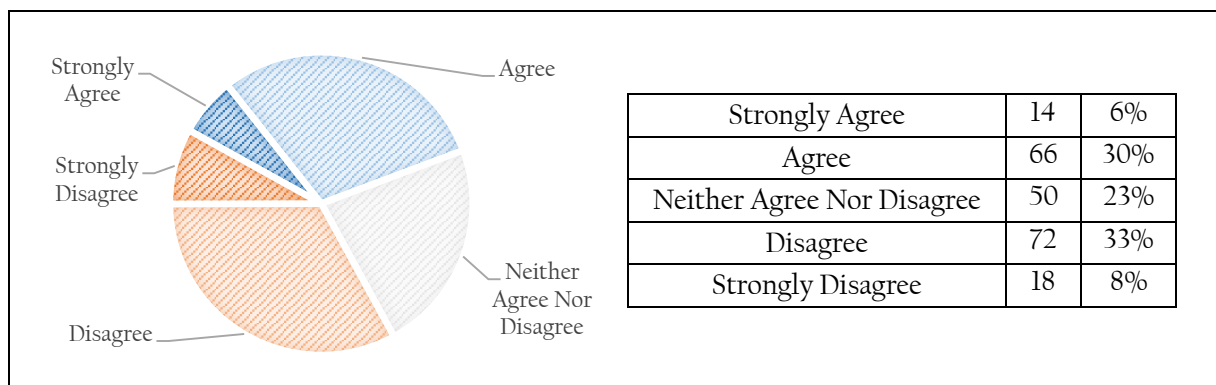 Strongly
Agree
Agree
Strongly
Disagree
Neither
Agree Nor
Disagree
Disagree
Strongly Agree 14 6%
Agree 66 30%
Neither Agree Nor Disagree 50 23%
Disagree 72 33%
Strongly Disagree 18 8%